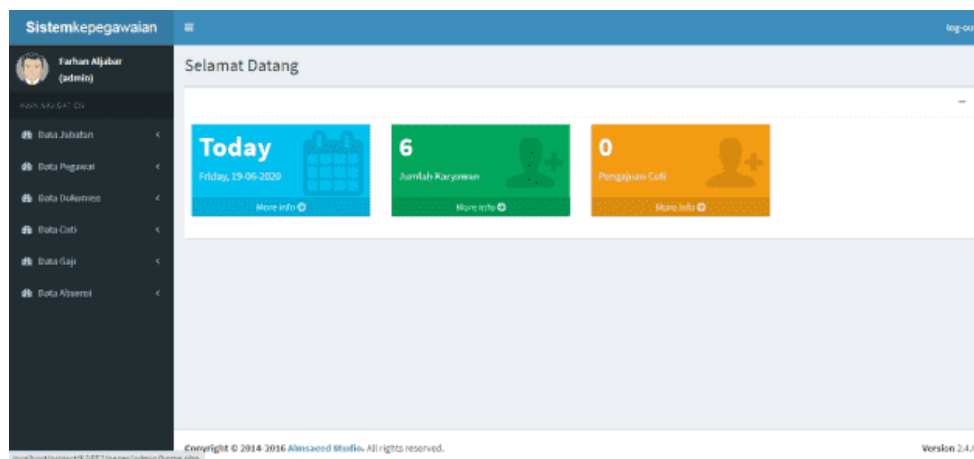 Sistemkepegawaian
log-ou
Farhan Aljabar
(admin)
MAIN NAVIGATION
Selamat Datang
Data Jabatan
Data Pegawai
Data Dokumen
Data Cuti
Data Gaji
Data Absensi
Today
Friday, 19-06-2020
More info
6
Jumlah Karyawan
More info
0
Pengajuan Cuti
More info
Copyright © 2014-2016 Almsaeed Studio. All rights reserved.
Version 2.4.